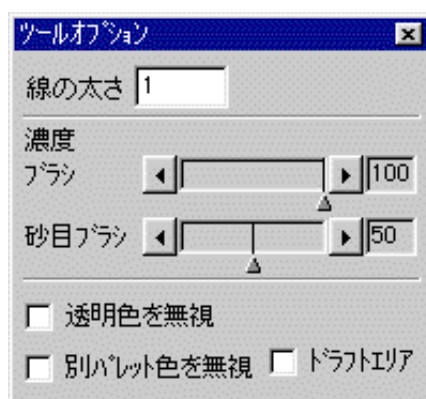 ツールオプション
線の太さ 1
濃度
ブラシ 100
砂目ブラシ 50
透明色を無視
別パレット色を無視 ドラフトエリア